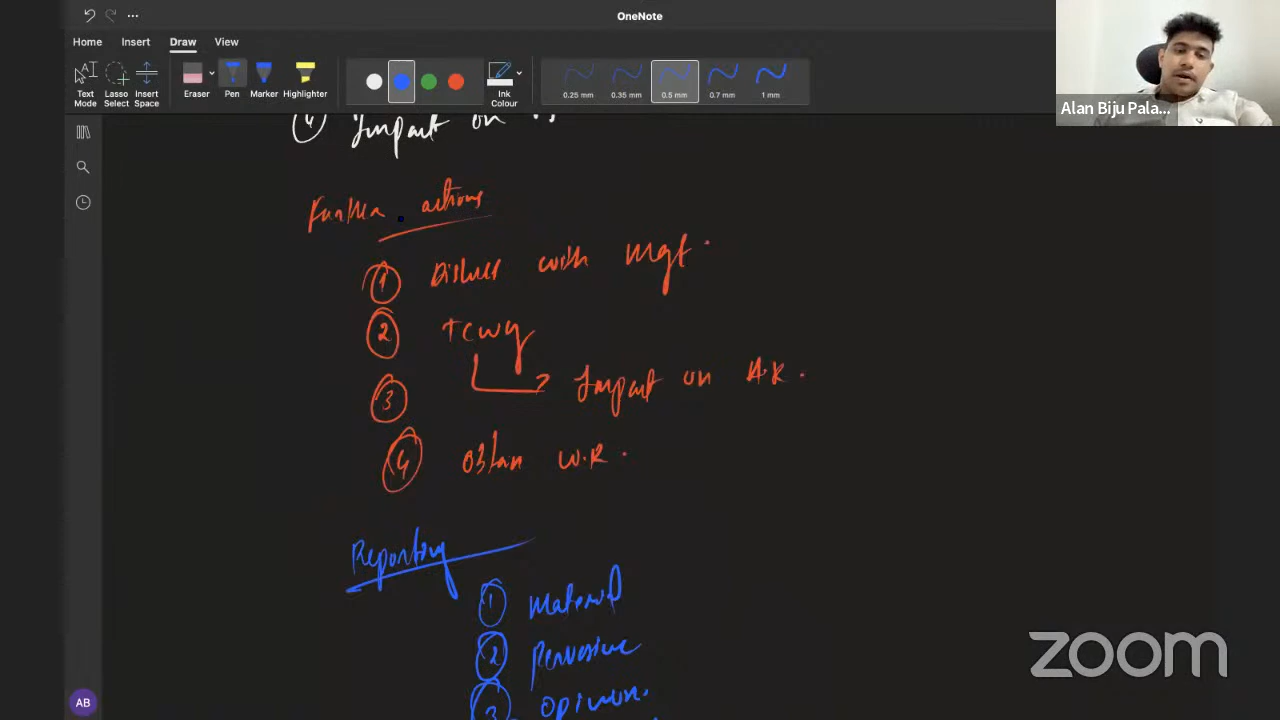 OneNote
Home Insert Draw View
Text Mode Lasso Select Insert Space Eraser Pen Marker Highlighter Ink Colour 0.25 mm 0.35 mm 0.5 mm 0.7 mm 1 mm
Alan Biju Pala...
(4) Impact on
Further actions
(1) Discuss with Mgt.
(2) TCWG
(3) Impact on A.R.
(4) Obtan W.R.
Reporting
(1) Material
(2) Pervasive
(3) Opinion.
AB
zoom